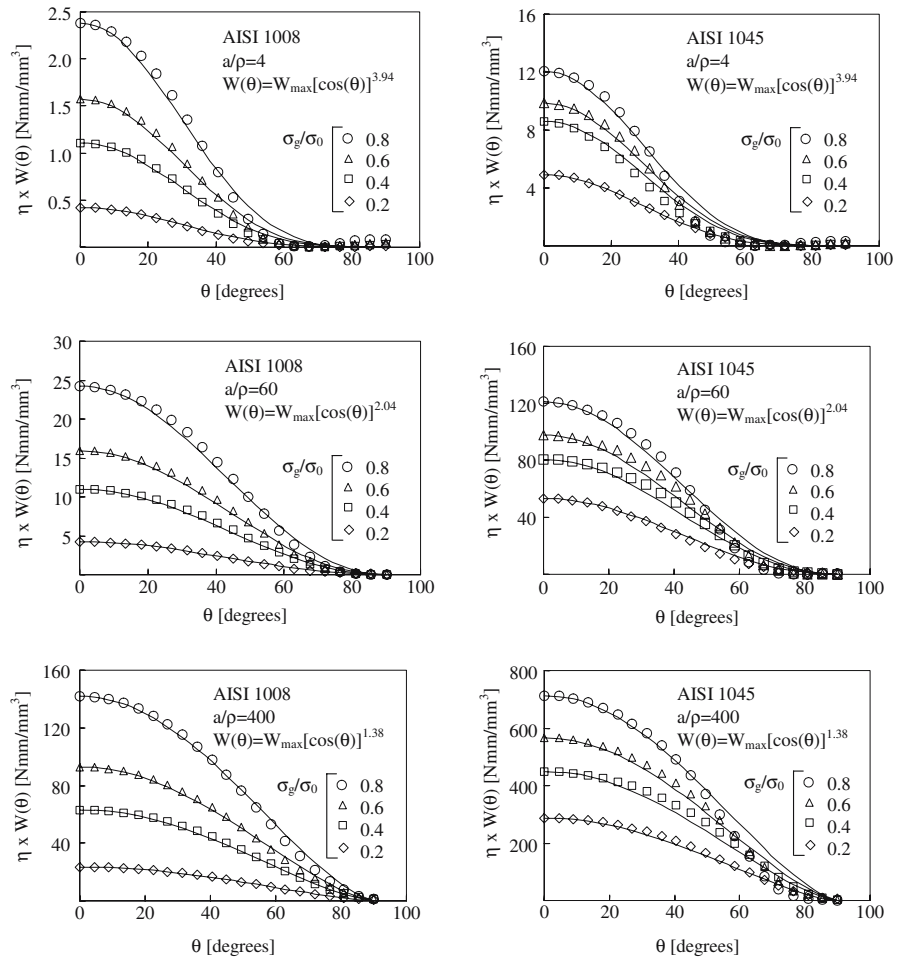 2.5
2.0
1.5
1.0
0.5
0 20 40 60 80 100
θ [degrees]
η x W(θ) [Nmm/mm³]
AISI 1008
a/ρ=4
W(θ)=Wmax[cos(θ)]^3.94
σg/σ0
0.8
0.6
0.4
0.2
16
12
8
4
0 20 40 60 80 100
θ [degrees]
η x W(θ) [Nmm/mm³]
AISI 1045
a/ρ=4
W(θ)=Wmax[cos(θ)]^3.94
σg/σ0
0.8
0.6
0.4
0.2
30
25
20
15
10
5
0 20 40 60 80 100
θ [degrees]
η x W(θ) [Nmm/mm³]
AISI 1008
a/ρ=60
W(θ)=Wmax[cos(θ)]^2.04
σg/σ0
0.8
0.6
0.4
0.2
160
120
80
40
0 20 40 60 80 100
θ [degrees]
η x W(θ) [Nmm/mm³]
AISI 1045
a/ρ=60
W(θ)=Wmax[cos(θ)]^2.04
σg/σ0
0.8
0.6
0.4
0.2
160
120
80
40
0 20 40 60 80 100
θ [degrees]
η x W(θ) [Nmm/mm³]
AISI 1008
a/ρ=400
W(θ)=Wmax[cos(θ)]^1.38
σg/σ0
0.8
0.6
0.4
0.2
800
600
400
200
0 20 40 60 80 100
θ [degrees]
η x W(θ) [Nmm/mm³]
AISI 1045
a/ρ=400
W(θ)=Wmax[cos(θ)]^1.38
σg/σ0
0.8
0.6
0.4
0.2